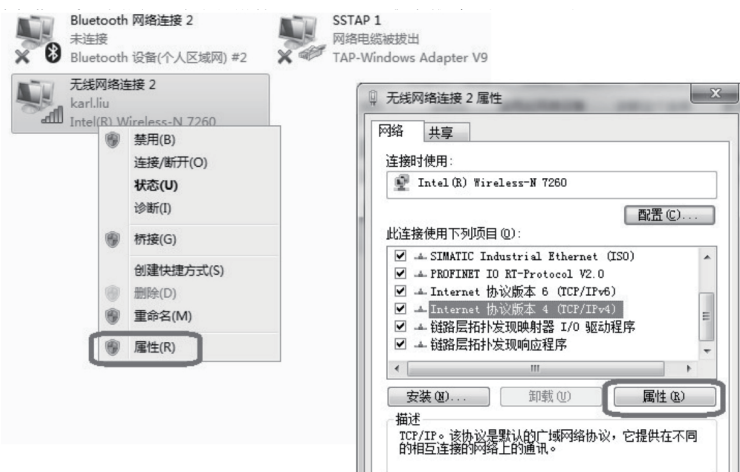 Bluetooth 网络连接 2
未连接
Bluetooth 设备(个人区域网) #2
SSTAP 1
网络电缆被拔出
TAP-Windows Adapter V9
无线网络连接 2
karl.liu
Intel(R) Wireless-N 7260
禁用(B)
连接/断开(O)
状态(U)
诊断(I)
桥接(G)
创建快捷方式(S)
删除(D)
重命名(M)
属性(R)
无线网络连接 2 属性
网络
共享
连接时使用:
Intel(R) Wireless-N 7260
配置(C)...
此连接使用下列项目(O):
SIMATIC Industrial Ethernet (ISO)
PROFINET IO RT-Protocol V2.0
Internet 协议版本 6 (TCP/IPv6)
Internet 协议版本 4 (TCP/IPv4)
链路层拓扑发现映射器 I/O 驱动程序
链路层拓扑发现响应程序
安装(N)...
卸载(U)
属性(R)
描述
TCP/IP。该协议是默认的广域网络协议，它提供在不同
的相互连接的网络上的通讯。